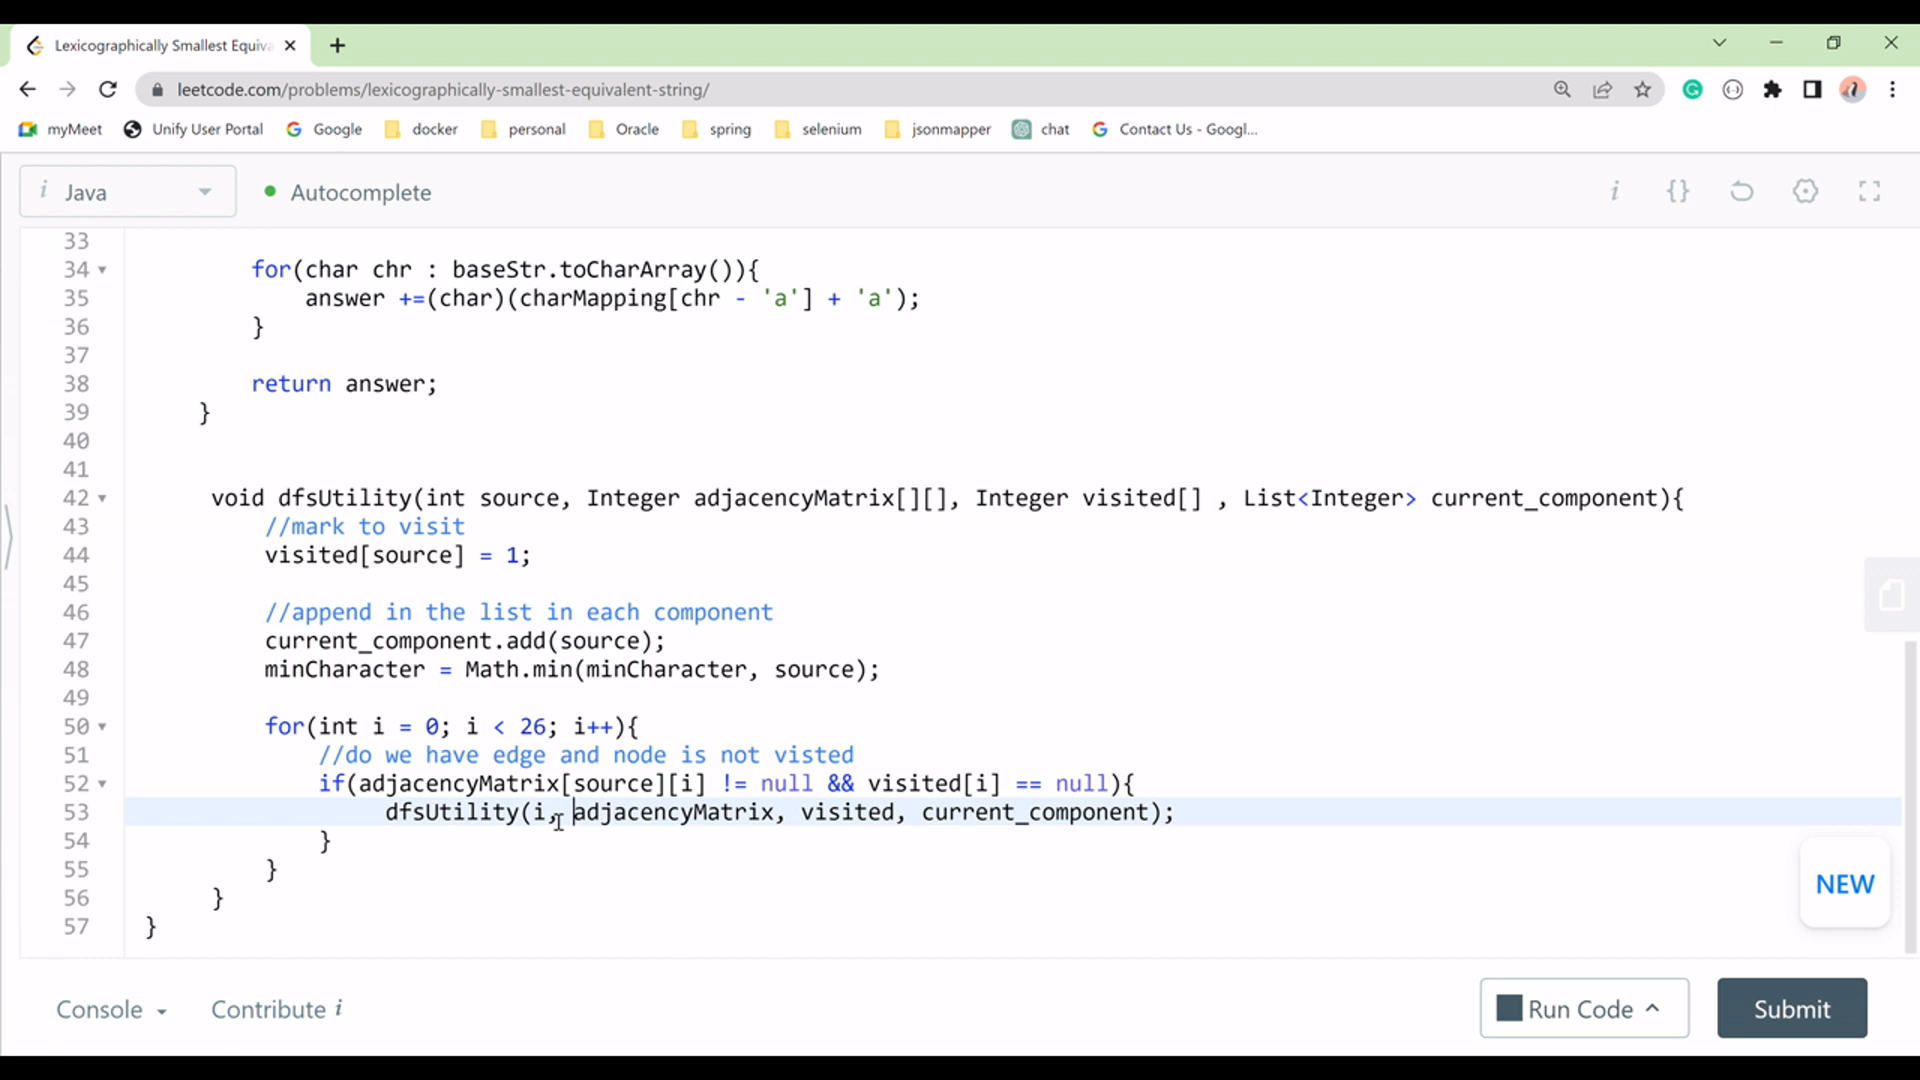 Lexicographically Smallest Equiva
leetcode.com/problems/lexicographically-smallest-equivalent-string/
myMeet Unify User Portal Google docker personal Oracle spring selenium jsonmapper chat Contact Us - Googl...
i Java Autocomplete i {}
33
34 for(char chr : baseStr.toCharArray()){
35 answer +=(char)(charMapping[chr - 'a'] + 'a');
36 }
37
38 return answer;
39 }
40
41
42 void dfsUtility(int source, Integer adjacencyMatrix[][], Integer visited[] , List<Integer> current_component){
43 //mark to visit
44 visited[source] = 1;
45
46 //append in the list in each component
47 current_component.add(source);
48 minCharacter = Math.min(minCharacter, source);
49
50 for(int i = 0; i < 26; i++){
51 //do we have edge and node is not visted
52 if(adjacencyMatrix[source][i] != null && visited[i] == null){
53 dfsUtility(i, adjacencyMatrix, visited, current_component);
54 }
55 }
56 }
57 }
NEW
Console Contribute i Run Code Submit